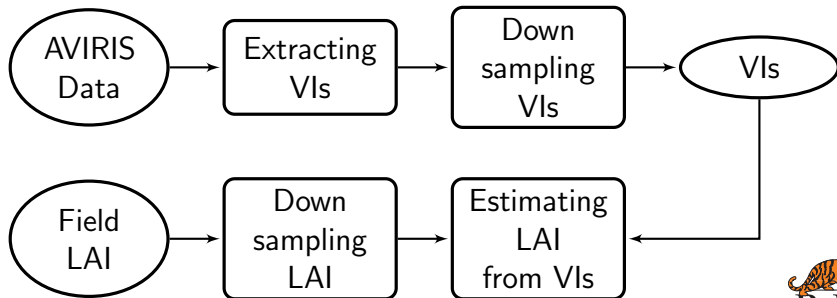 AVIRIS
Data
Extracting
VIs
Down
sampling
VIs
VIs
Field
LAI
Down
sampling
LAI
Estimating
LAI
from VIs